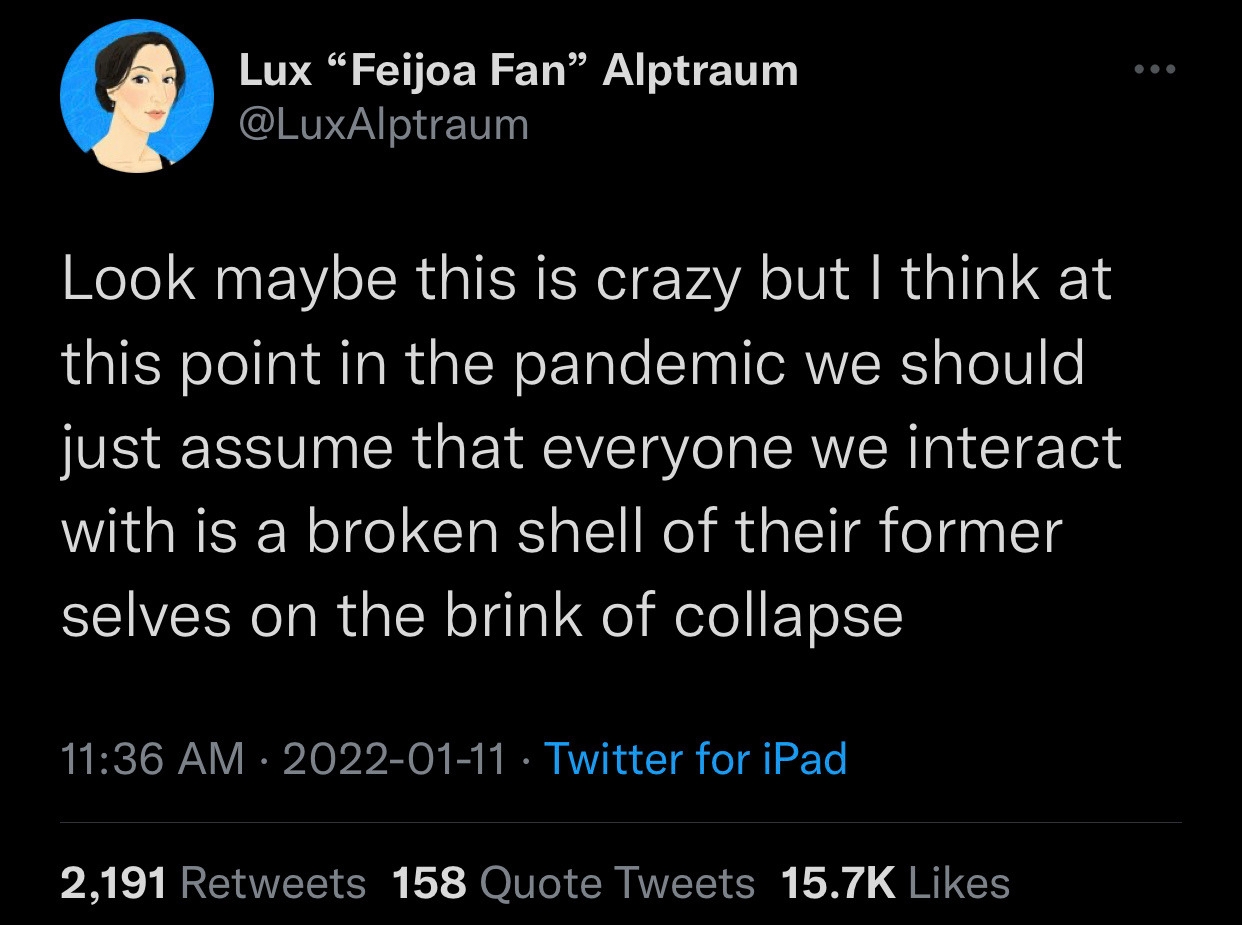 Lux “Feijoa Fan” Alptraum
@LuxAlptraum
Look maybe this is crazy but I think at
this point in the pandemic we should
just assume that everyone we interact
with is a broken shell of their former
selves on the brink of collapse
11:36 AM · 2022-01-11 · Twitter for iPad
2,191 Retweets 158 Quote Tweets 15.7K Likes